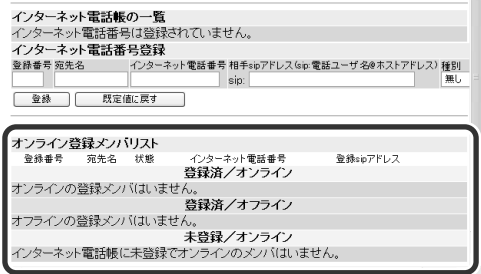 インターネット電話帳の一覧
インターネット電話番号は登録されていません。
インターネット電話番号登録
登録番号 宛先名 インターネット電話番号 相手sipアドレス(sip:電話ユーザ名@ホストアドレス) 種別
sip: 無し
登録 既定値に戻す
オンライン登録メンバリスト
登録番号 宛先名 状態 インターネット電話番号 登録sipアドレス
登録済/オンライン
オンラインの登録メンバはいません。
登録済/オフライン
オフラインの登録メンバはいません。
未登録/オンライン
インターネット電話帳に未登録でオンラインのメンバはいません。